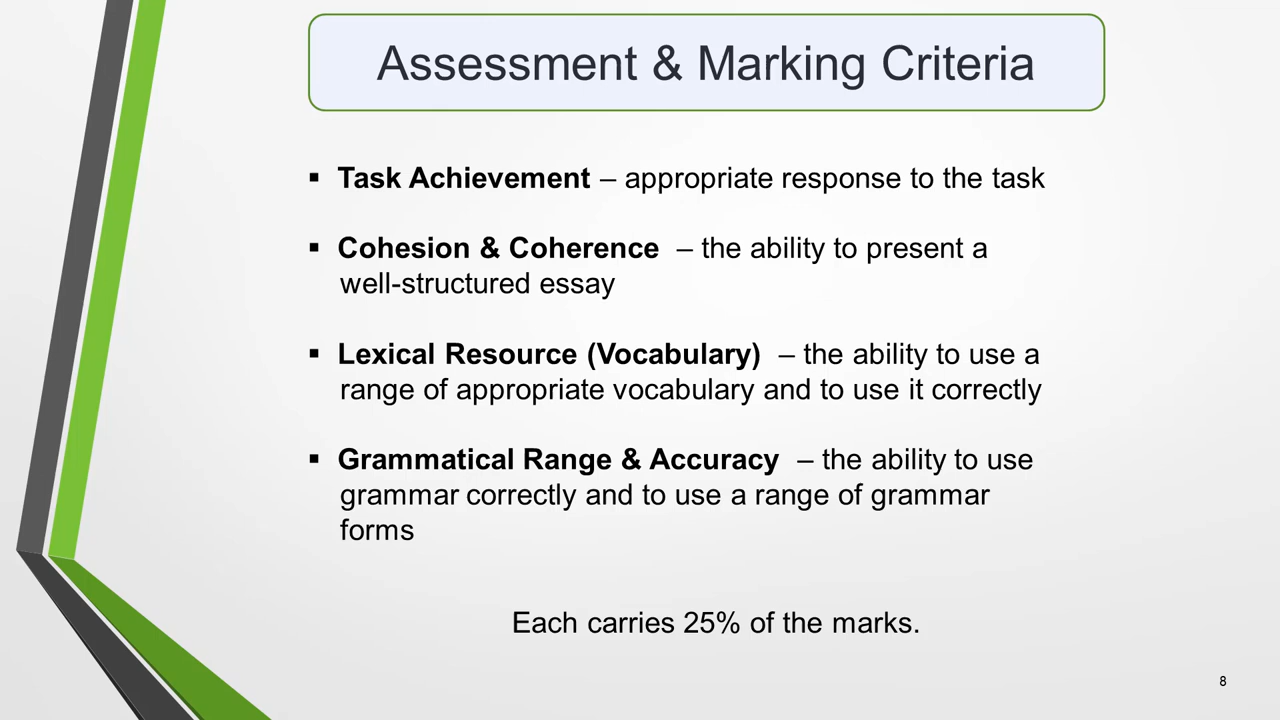 Assessment & Marking Criteria
▪ Task Achievement – appropriate response to the task
▪ Cohesion & Coherence – the ability to present a
well-structured essay
▪ Lexical Resource (Vocabulary) – the ability to use a
range of appropriate vocabulary and to use it correctly
▪ Grammatical Range & Accuracy – the ability to use
grammar correctly and to use a range of grammar
forms
Each carries 25% of the marks.
8